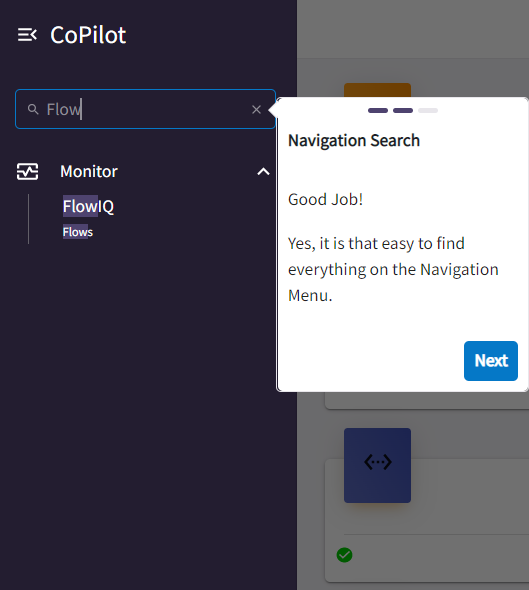 CoPilot
Flow
Monitor
FlowIQ
Flows
Navigation Search
Good Job!
Yes, it is that easy to find
everything on the Navigation
Menu.
Next